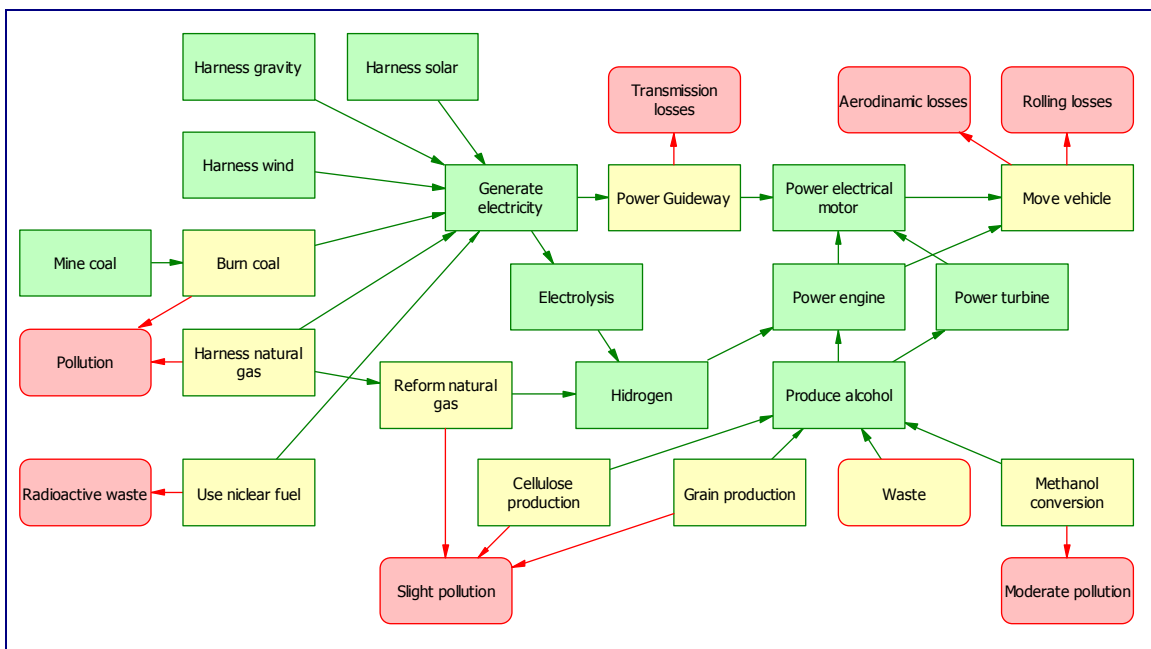 Harness gravity
Harness solar
Transmission
losses
Aerodinamic losses
Rolling losses
Harness wind
Generate
electricity
Power Guideway
Power electrical
motor
Move vehicle
Mine coal
Burn coal
Electrolysis
Power engine
Power turbine
Pollution
Harness natural
gas
Reform natural
gas
Hidrogen
Produce alcohol
Radioactive waste
Use niclear fuel
Cellulose
production
Grain production
Waste
Methanol
conversion
Slight pollution
Moderate pollution